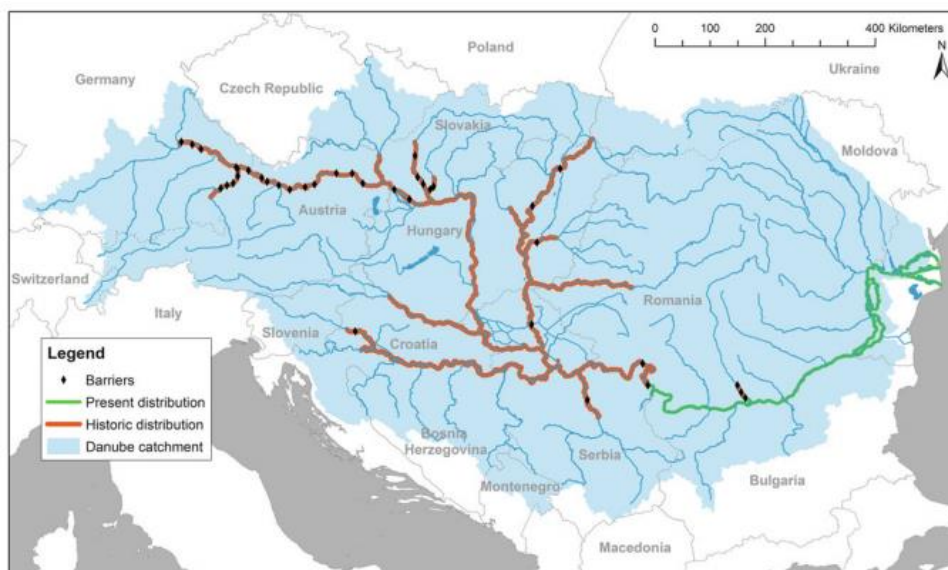 Poland
Germany
Czech Republic
Ukraine
Slovakia
Moldova
Austria
Hungary
Switzerland
Romania
Italy
Slovenia
Croatia
Bosnia
Herzegovina
Serbia
Montenegro
Bulgaria
Macedonia
0 100 200 400 Kilometers
N
Legend
Barriers
Present distribution
Historic distribution
Danube catchment